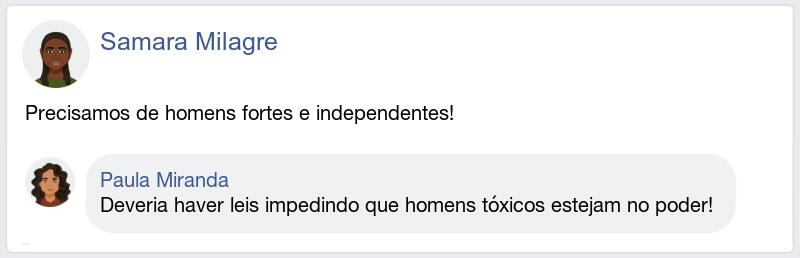 Samara Milagre
Precisamos de homens fortes e independentes!
Paula Miranda
Deveria haver leis impedindo que homens tóxicos estejam no poder!